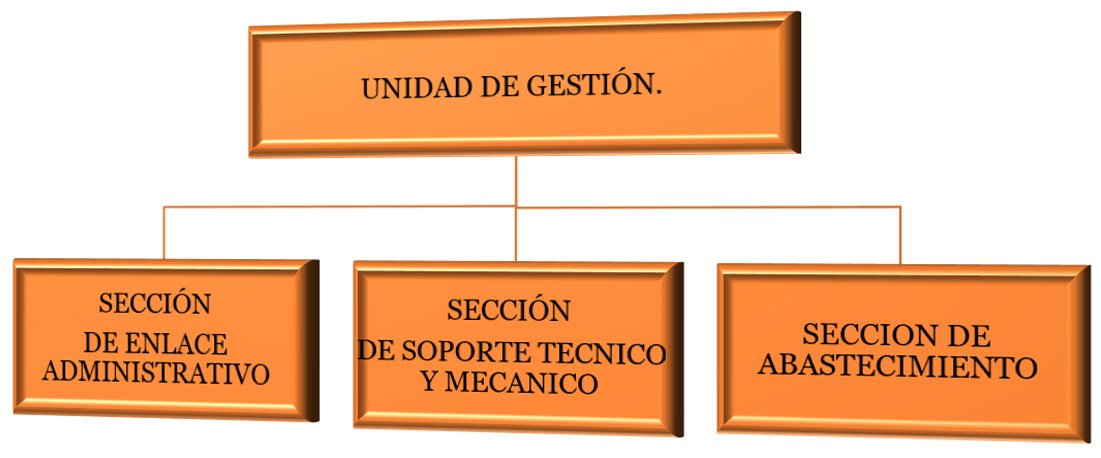 UNIDAD DE GESTIÓN.
SECCIÓN
DE ENLACE
ADMINISTRATIVO
SECCIÓN
DE SOPORTE TECNICO
Y MECANICO
SECCION DE
ABASTECIMIENTO